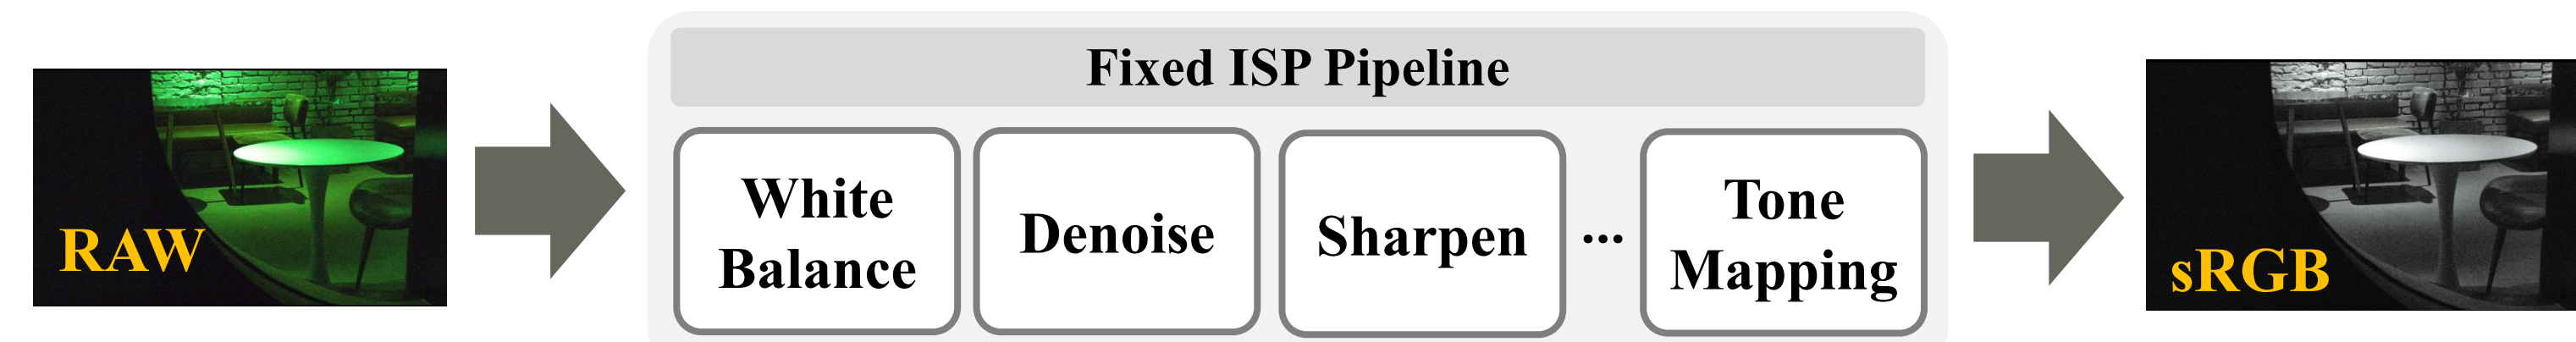 Fixed ISP Pipeline
RAW
White
Balance
Denoise
Sharpen
...
Tone
Mapping
sRGB